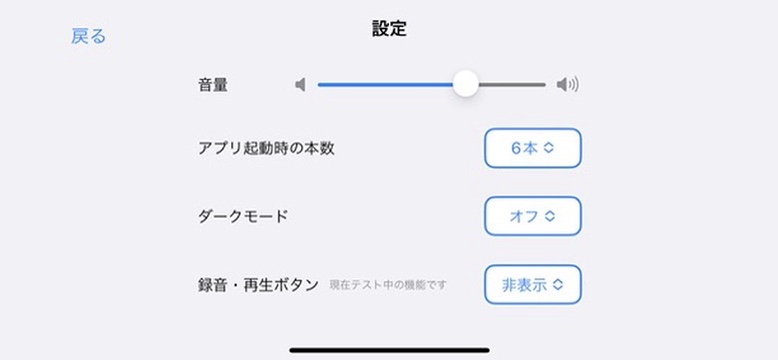 戻る
設定
音量
アプリ起動時の本数
6本
ダークモード
オフ
録音・再生ボタン 現在テスト中の機能です
非表示